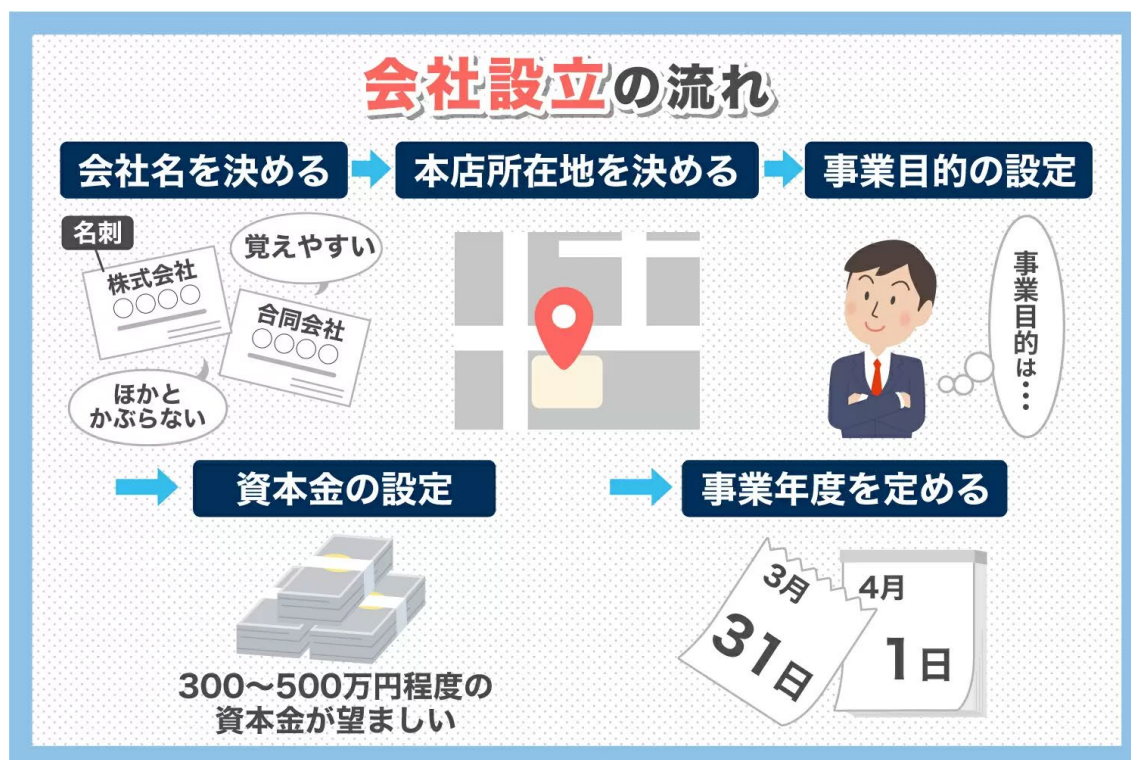 会社設立の流れ
会社名を決める
本店所在地を決める
事業目的の設定
名刺
株式会社
〇〇〇〇
覚えやすい
合同会社
〇〇〇〇
ほかと
かぶらない
事業目的は…
資本金の設定
事業年度を定める
300〜500万円程度の
資本金が望ましい
3月
31日
4月
1日